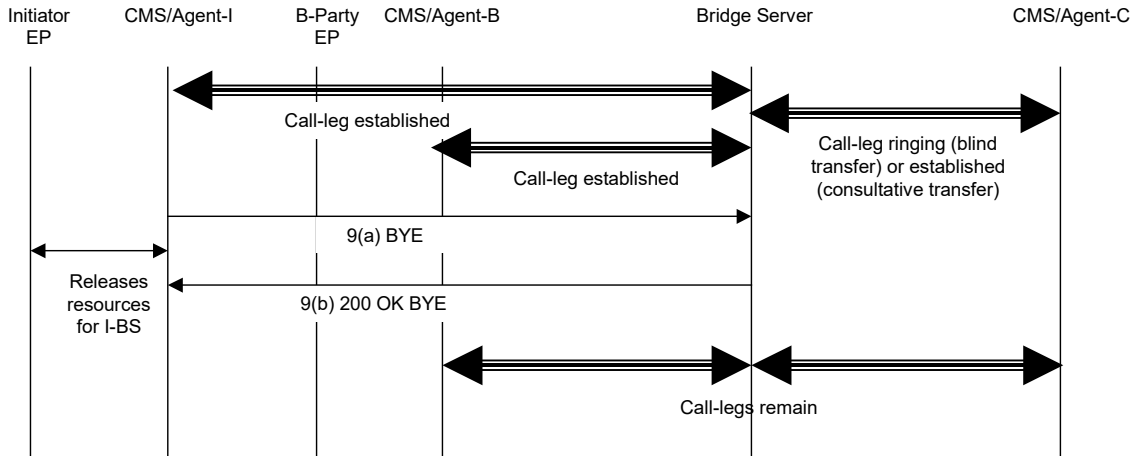 Initiator
EP
CMS/Agent-I
B-Party
EP
CMS/Agent-B
Bridge Server
CMS/Agent-C
Call-leg established
Call-leg established
Call-leg ringing (blind
transfer) or established
(consultative transfer)
9(a) BYE
Releases
resources
for I-BS
9(b) 200 OK BYE
Call-legs remain